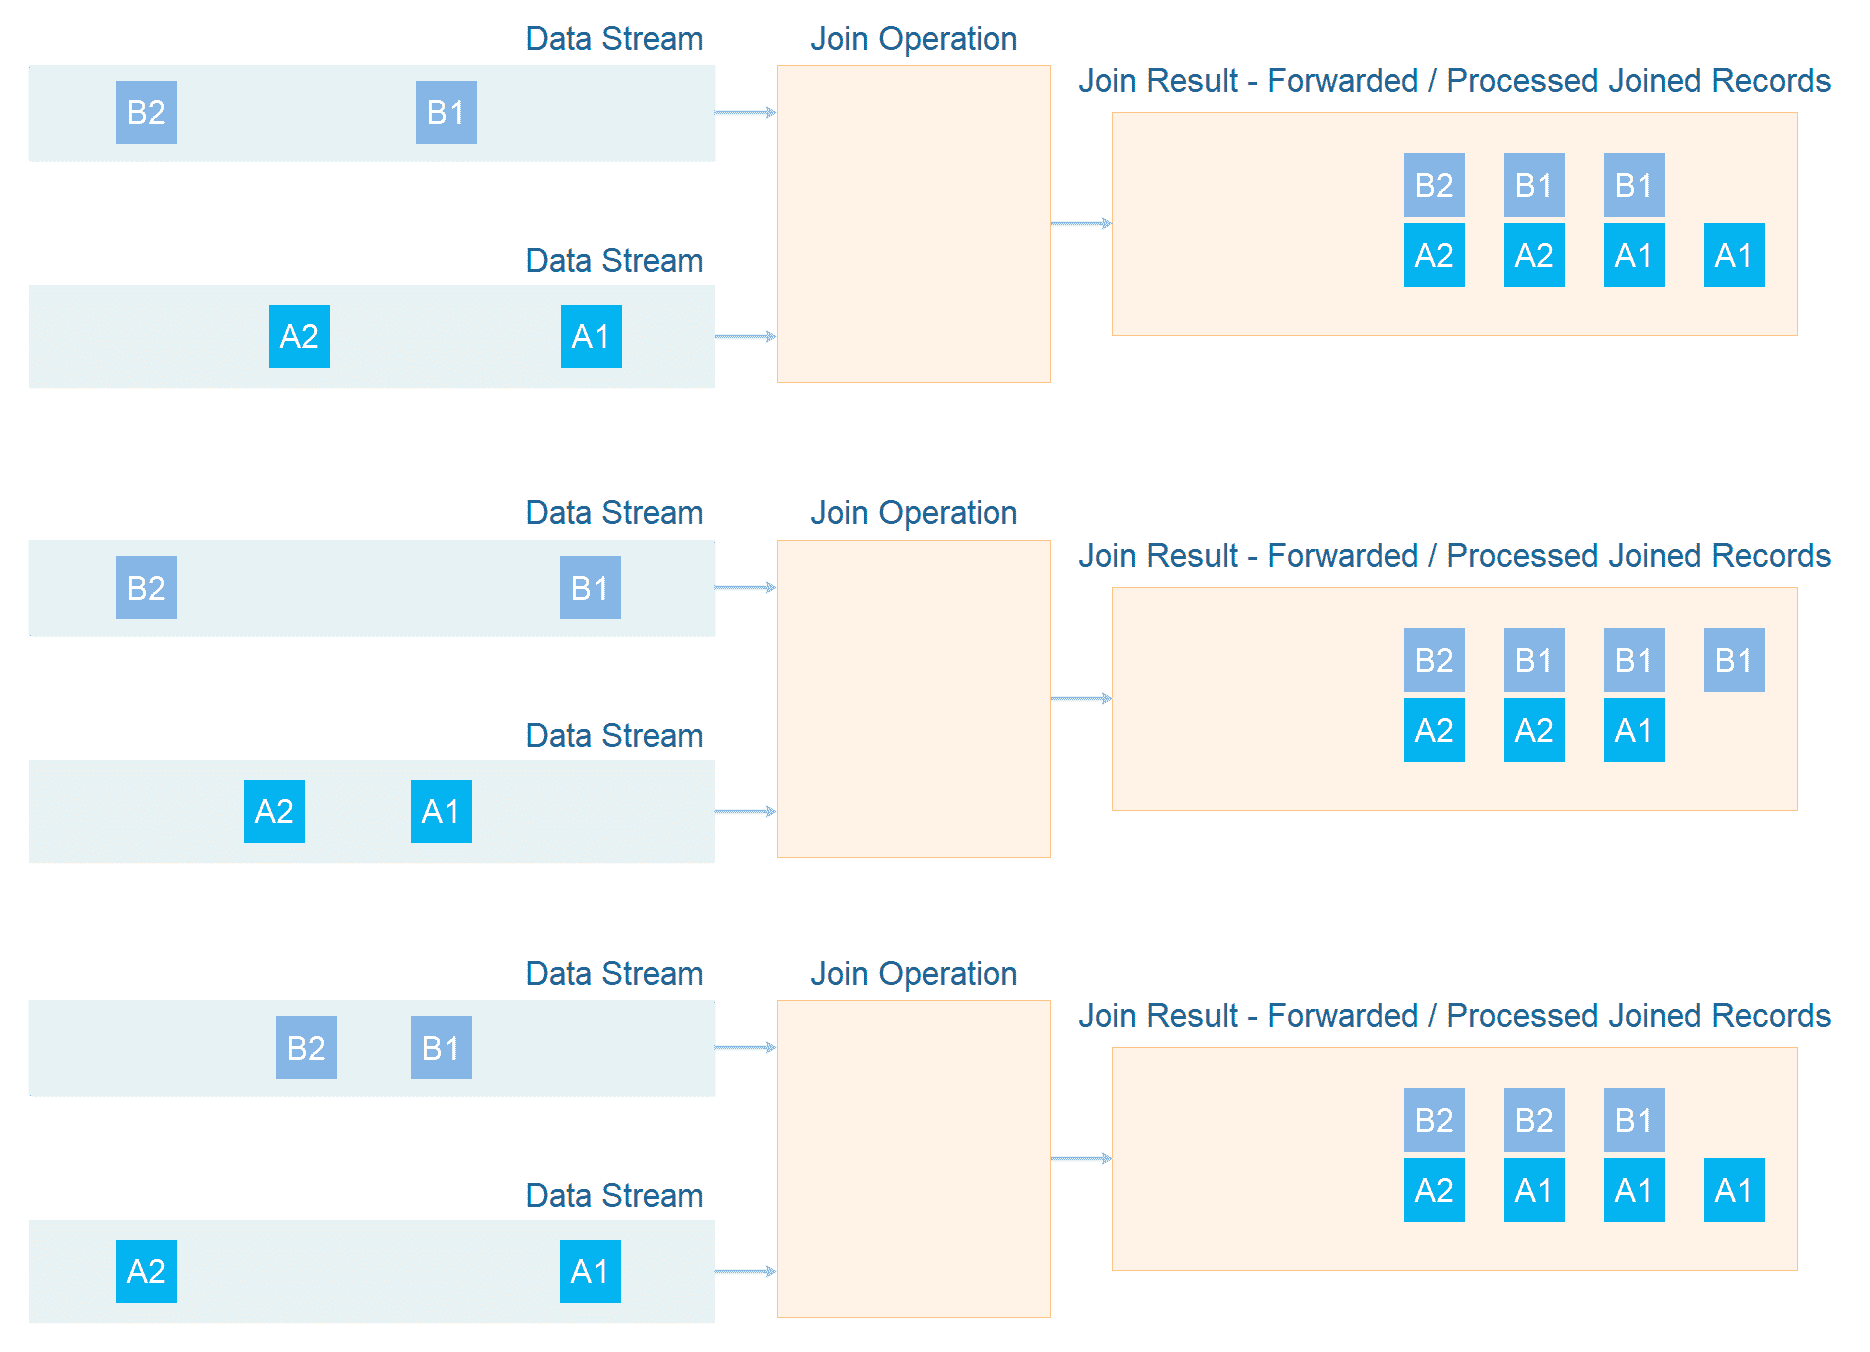 Data Stream
Join Operation
Join Result - Forwarded / Processed Joined Records
B2 B1
B2 B1 B1
A2 A2 A1 A1
Data Stream
A2 A1
Data Stream
Join Operation
Join Result - Forwarded / Processed Joined Records
B2 B1
B2 B1 B1 B1
A2 A2 A1
Data Stream
A2 A1
Data Stream
Join Operation
Join Result - Forwarded / Processed Joined Records
B2 B1
B2 B2 B1
A2 A1 A1 A1
Data Stream
A2 A1